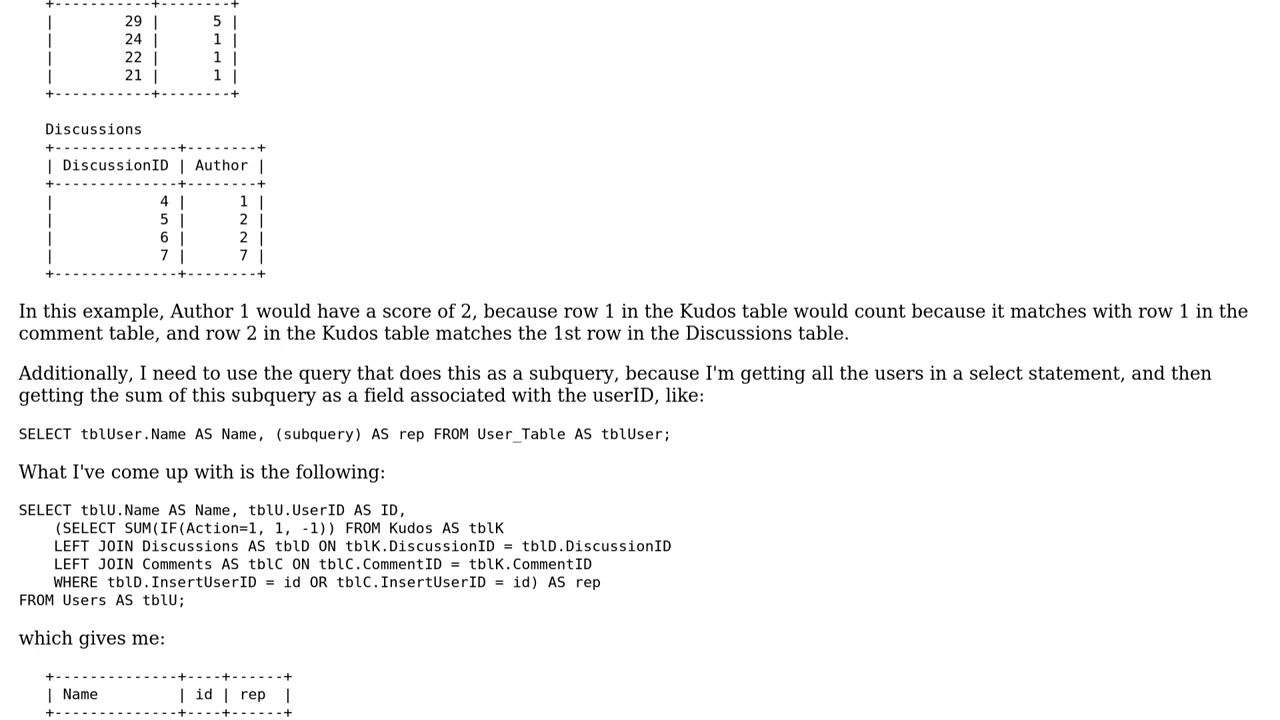 +-----------+--------+
|        29 |      5 |
|        24 |      1 |
|        22 |      1 |
|        21 |      1 |
+-----------+--------+
Discussions
+--------------+--------+
| DiscussionID | Author |
+--------------+--------+
|            4 |      1 |
|            5 |      2 |
|            6 |      2 |
|            7 |      7 |
+--------------+--------+
In this example, Author 1 would have a score of 2, because row 1 in the Kudos table would count because it matches with row 1 in the
comment table, and row 2 in the Kudos table matches the 1st row in the Discussions table.
Additionally, I need to use the query that does this as a subquery, because I'm getting all the users in a select statement, and then
getting the sum of this subquery as a field associated with the userID, like:
SELECT tblUser.Name AS Name, (subquery) AS rep FROM User_Table AS tblUser;
What I've come up with is the following:
SELECT tblU.Name AS Name, tblU.UserID AS ID,
    (SELECT SUM(IF(Action=1, 1, -1)) FROM Kudos AS tblK
    LEFT JOIN Discussions AS tblD ON tblK.DiscussionID = tblD.DiscussionID
    LEFT JOIN Comments AS tblC ON tblC.CommentID = tblK.CommentID
    WHERE tblD.InsertUserID = id OR tblC.InsertUserID = id) AS rep
FROM Users AS tblU;
which gives me:
+--------------+----+------+
| Name         | id | rep  |
+--------------+----+------+